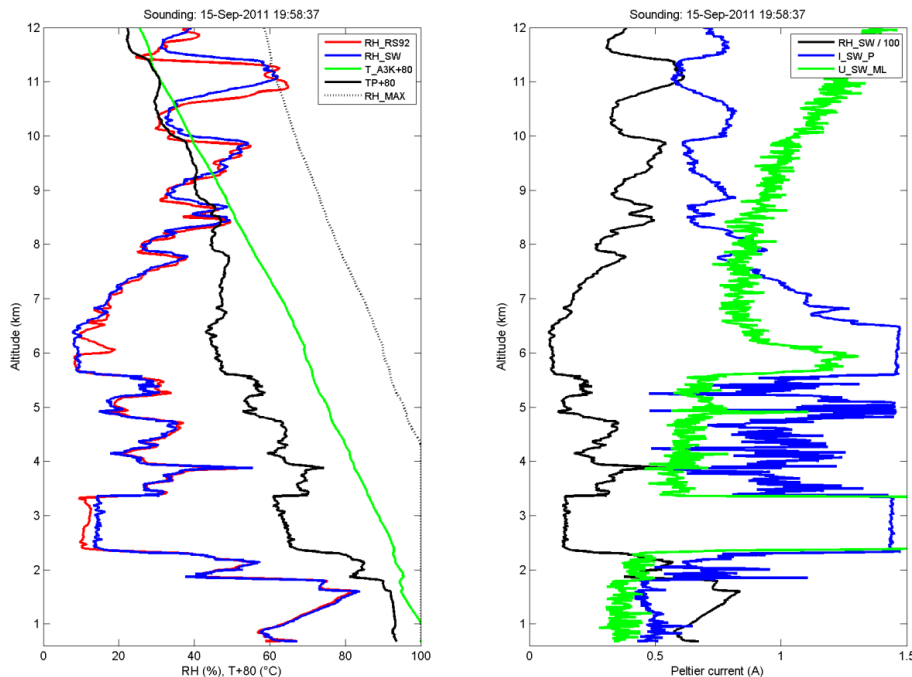 Sounding: 15-Sep-2011 19:58:37
12
11
10
9
8
7
6
5
4
3
2
1
Altitude (km)
0
20
40
60
80
100
RH (%), T+80 (°C)
RH_RS92
RH_SW
T_A3K+80
TP+80
RH_MAX
Sounding: 15-Sep-2011 19:58:37
12
11
10
9
8
7
6
5
4
3
2
1
Altitude (km)
0
0.5
1
1.5
Peltier current (A)
RH_SW / 100
I_SW_P
U_SW_ML